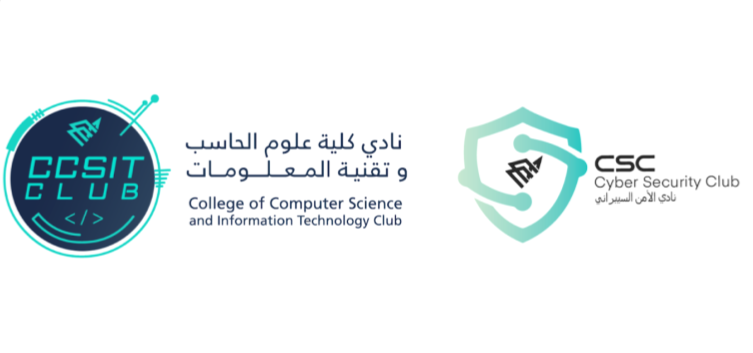 CCSIT
CLUB
</>
نادي كلية علوم الحاسب
و تقنية المعلومات
College of Computer Science
and Information Technology Club
CSC
Cyber Security Club
نادي الأمن السيبراني